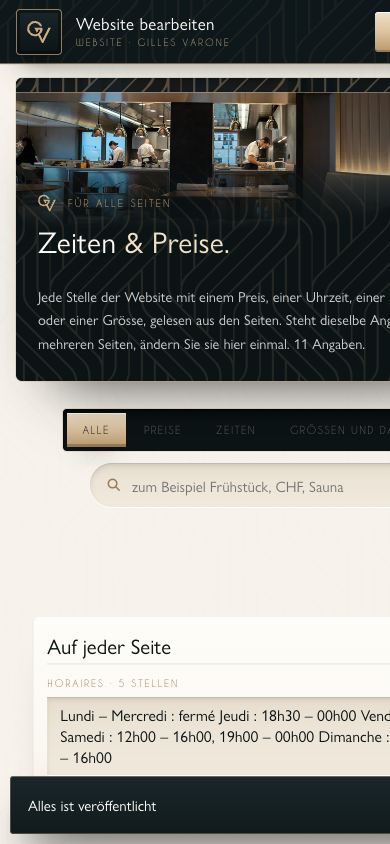 GV
Website bearbeiten
WEBSITE · GILLES VARONE
GV FÜR ALLE SEITEN
Zeiten & Preise.
Jede Stelle der Website mit einem Preis, einer Uhrzeit, einer
oder einer Grösse, gelesen aus den Seiten. Steht dieselbe Ang
mehreren Seiten, ändern Sie sie hier einmal. 11 Angaben.
ALLE PREISE ZEITEN GRÖSSEN UND DA
zum Beispiel Frühstück, CHF, Sauna
Auf jeder Seite
HORAIRES · 5 STELLEN
Lundi – Mercredi : fermé Jeudi : 18h30 – 00h00 Vend
Samedi : 12h00 – 16h00, 19h00 – 00h00 Dimanche :
– 16h00
Alles ist veröffentlicht